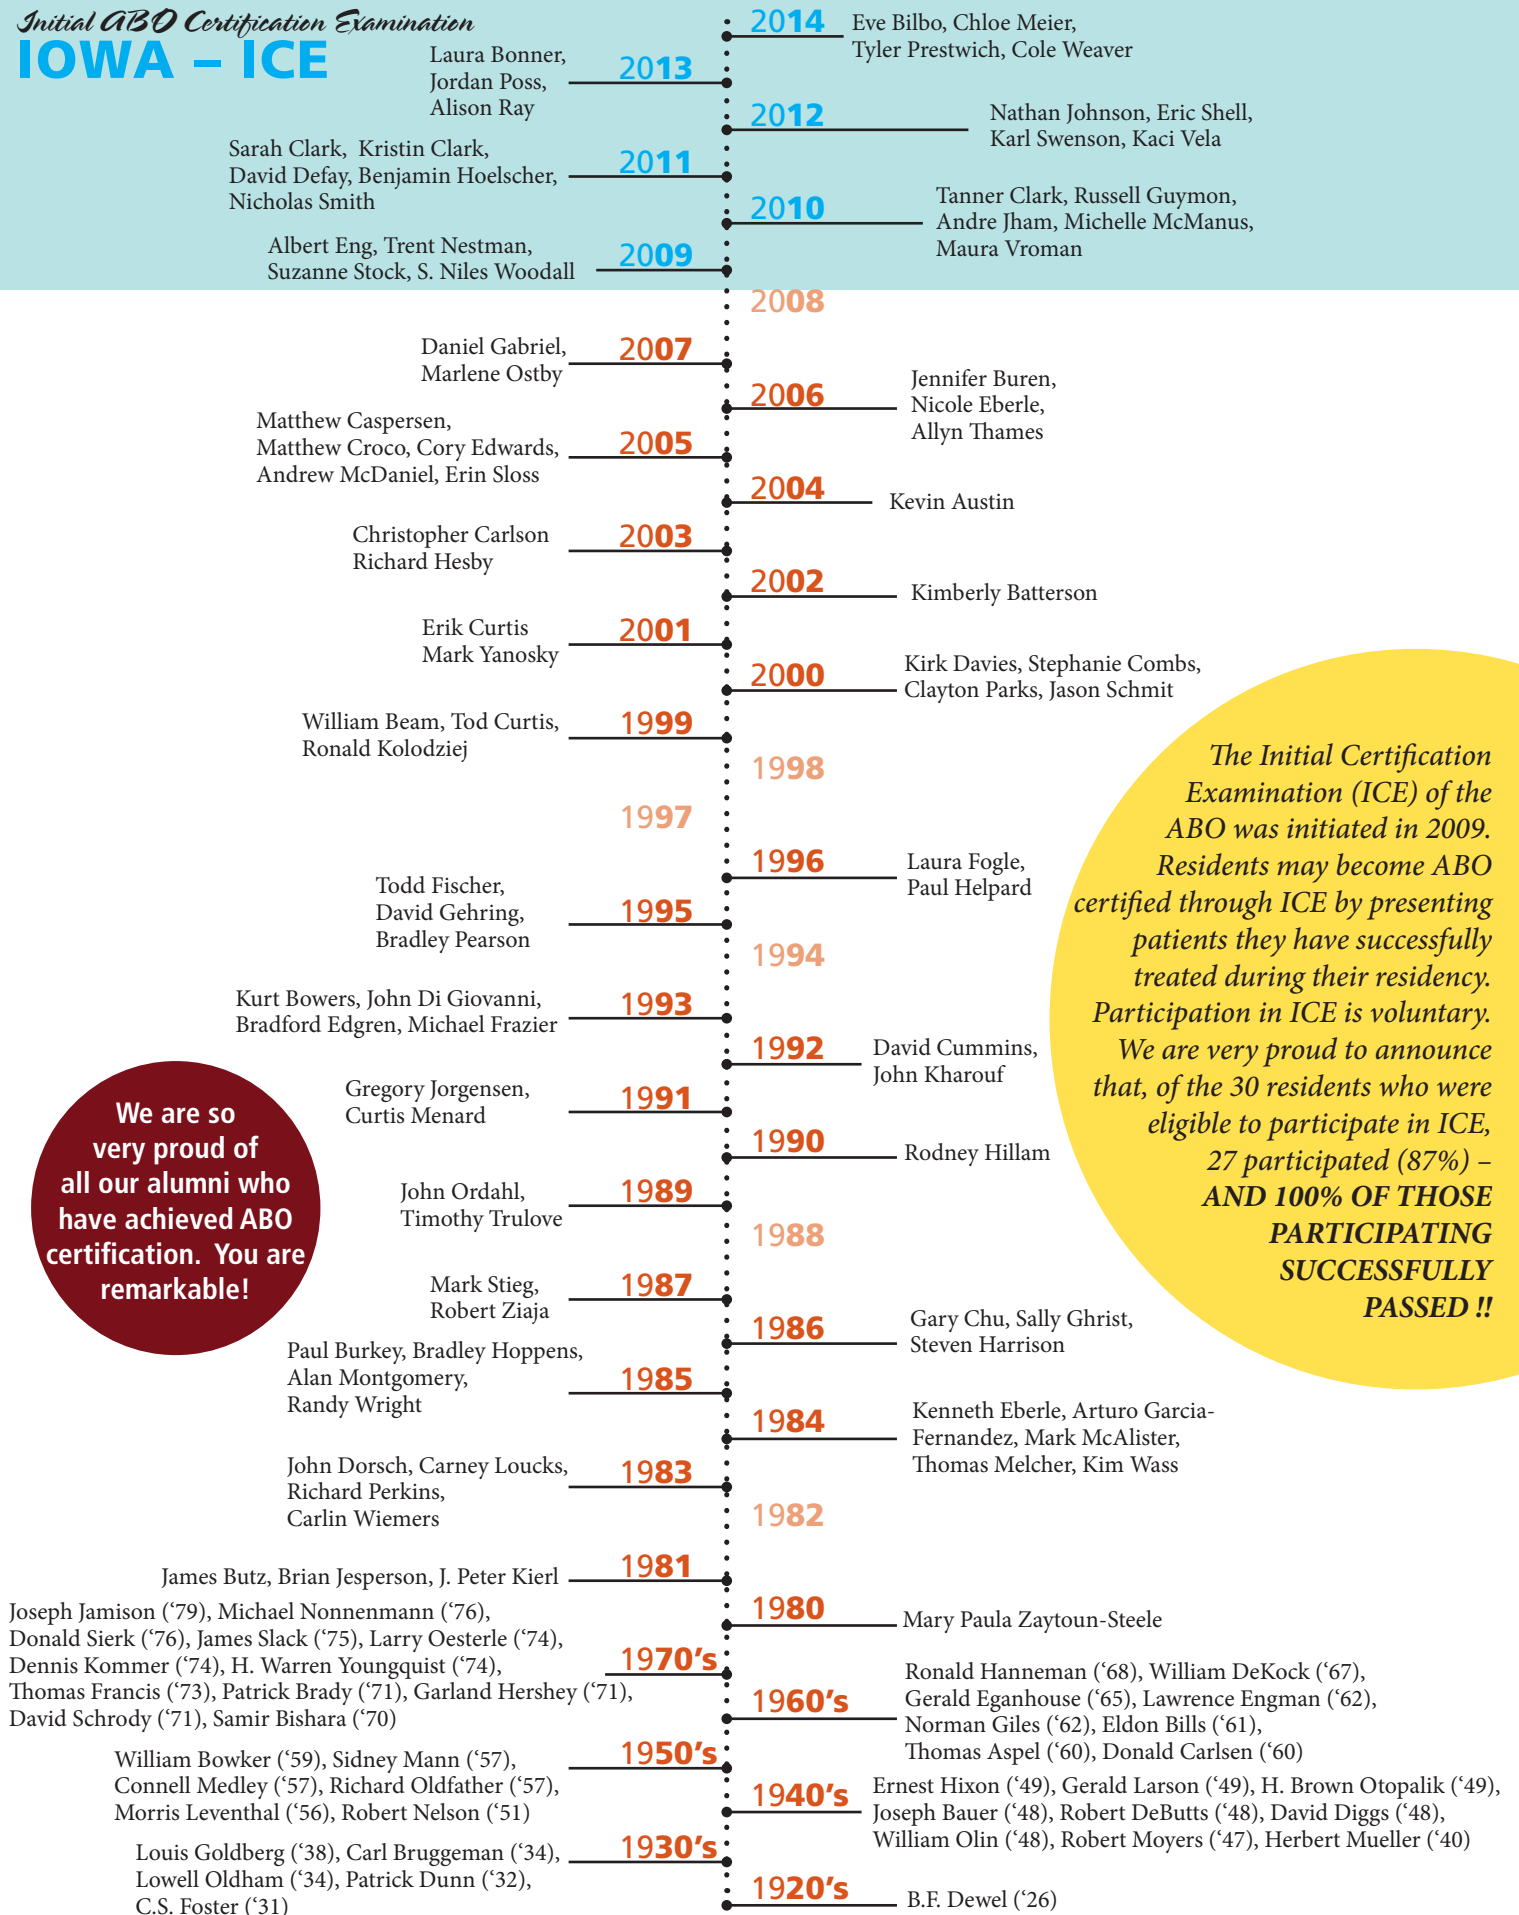 Initial ABO Certification Examination
IOWA – ICE
2014
Eve Bilbo, Chloe Meier,
Tyler Prestwich, Cole Weaver
Laura Bonner,
Jordan Poss,
Alison Ray
2013
2012
Nathan Johnson, Eric Shell,
Karl Swenson, Kaci Vela
Sarah Clark,  Kristin Clark,
David Defay, Benjamin Hoelscher,
Nicholas Smith
2011
2010
Tanner Clark, Russell Guymon,
Andre Jham, Michelle McManus,
Maura Vroman
Albert Eng, Trent Nestman,
Suzanne Stock, S. Niles Woodall
2009
2008
Daniel Gabriel,
Marlene Ostby
2007
2006
Jennifer Buren,
Nicole Eberle,
Allyn Thames
Matthew Caspersen,
Matthew Croco, Cory Edwards,
Andrew McDaniel, Erin Sloss
2005
2004
Kevin Austin
Christopher Carlson
Richard Hesby
2003
2002
Kimberly Batterson
Erik Curtis
Mark Yanosky
2001
2000
Kirk Davies, Stephanie Combs,
Clayton Parks, Jason Schmit
William Beam, Tod Curtis,
Ronald Kolodziej
1999
1998
1997
1996
Laura Fogle,
Paul Helpard
Todd Fischer,
David Gehring,
Bradley Pearson
1995
1994
Kurt Bowers, John Di Giovanni,
Bradford Edgren, Michael Frazier
1993
1992
David Cummins,
John Kharouf
Gregory Jorgensen,
Curtis Menard
1991
1990
Rodney Hillam
John Ordahl,
Timothy Trulove
1989
1988
Mark Stieg,
Robert Ziaja
1987
1986
Gary Chu, Sally Ghrist,
Steven Harrison
Paul Burkey, Bradley Hoppens,
Alan Montgomery,
Randy Wright
1985
1984
Kenneth Eberle, Arturo Garcia-
Fernandez, Mark McAlister,
Thomas Melcher, Kim Wass
John Dorsch, Carney Loucks,
Richard Perkins,
Carlin Wiemers
1983
1982
James Butz, Brian Jesperson, J. Peter Kierl
1981
1980
Mary Paula Zaytoun-Steele
Joseph Jamison (‘79), Michael Nonnenmann (‘76),
Donald Sierk (‘76), James Slack (‘75), Larry Oesterle (‘74),
Dennis Kommer (‘74), H. Warren Youngquist (‘74),
Thomas Francis (‘73), Patrick Brady (‘71), Garland Hershey (‘71),
David Schrody (‘71), Samir Bishara (‘70)
1970’s
1960’s
Ronald Hanneman (‘68), William DeKock (‘67),
Gerald Eganhouse (‘65), Lawrence Engman (‘62),
Norman Giles (‘62), Eldon Bills (‘61),
Thomas Aspel (‘60), Donald Carlsen (‘60)
William Bowker (‘59), Sidney Mann (‘57),
Connell Medley (‘57), Richard Oldfather (‘57),
Morris Leventhal (‘56), Robert Nelson (‘51)
1950’s
1940’s
Ernest Hixon (‘49), Gerald Larson (‘49), H. Brown Otopalik (‘49),
Joseph Bauer (‘48), Robert DeButts (‘48), David Diggs (‘48),
William Olin (‘48), Robert Moyers (‘47), Herbert Mueller (‘40)
Louis Goldberg (‘38), Carl Bruggeman (‘34),
Lowell Oldham (‘34), Patrick Dunn (‘32),
C.S. Foster (‘31)
1930’s
1920’s
B.F. Dewel (‘26)
The Initial Certification
Examination (ICE) of the
ABO was initiated in 2009.
Residents may become ABO
certified through ICE by presenting
patients they have successfully
treated during their residency.
Participation in ICE is voluntary.
We are very proud to announce
that, of the 30 residents who were
eligible to participate in ICE,
27 participated (87%) –
AND 100% OF THOSE
PARTICIPATING
SUCCESSFULLY
PASSED !!
We are so
very proud of
all our alumni who
have achieved ABO
certification.  You are
remarkable!